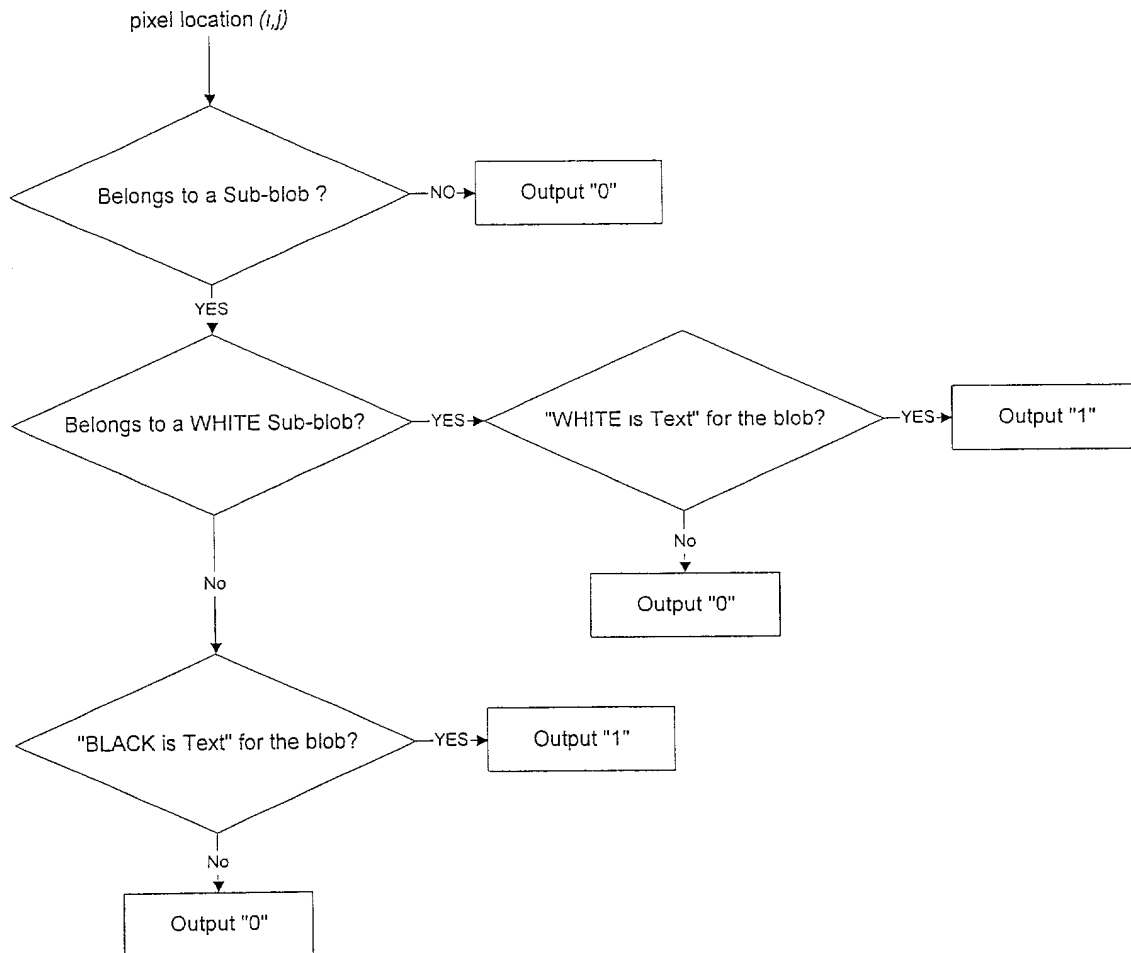 pixel location (i,j)
Belongs to a Sub-blob ?
NO
Output "0"
YES
Belongs to a WHITE Sub-blob?
YES
"WHITE is Text" for the blob?
YES
Output "1"
No
Output "0"
No
"BLACK is Text" for the blob?
YES
Output "1"
No
Output "0"